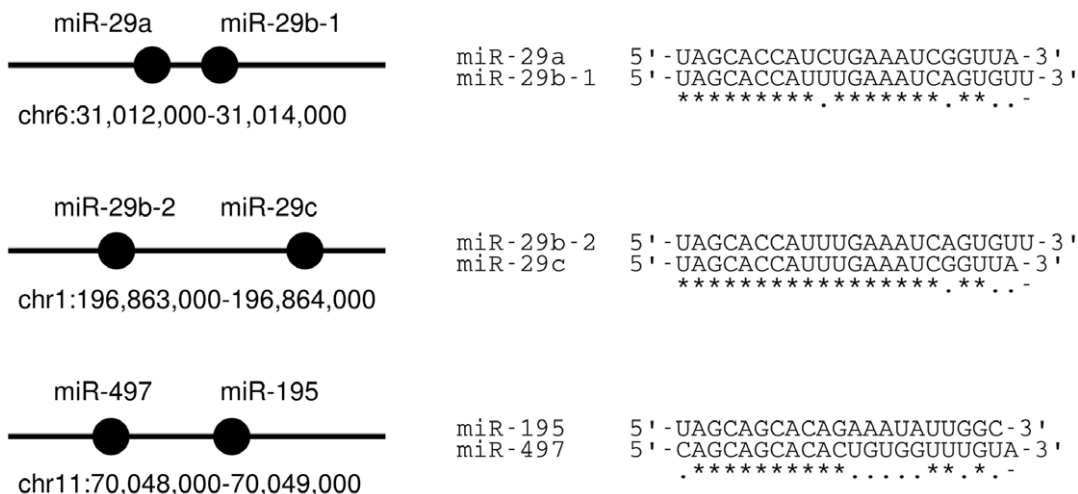 miR-29a miR-29b-1
chr6:31,012,000-31,014,000
miR-29a 5'-UAGCACCAUCUGAAAUCGGUUA-3'
miR-29b-1 5'-UAGCACCAUUUGAAAUCAGUGUU-3'
*********.*******.**..-
miR-29b-2 miR-29c
chr1:196,863,000-196,864,000
miR-29b-2 5'-UAGCACCAUUUGAAAUCAGUGUU-3'
miR-29c 5'-UAGCACCAUUUGAAAUCGGUUA-3'
*****************.**..-
miR-497 miR-195
chr11:70,048,000-70,049,000
miR-195 5'-UAGCAGCACAGAAAUAUUGGC-3'
miR-497 5'-CAGCAGCACACUGUGGUUUGUA-3'
.*********.....**.*.-